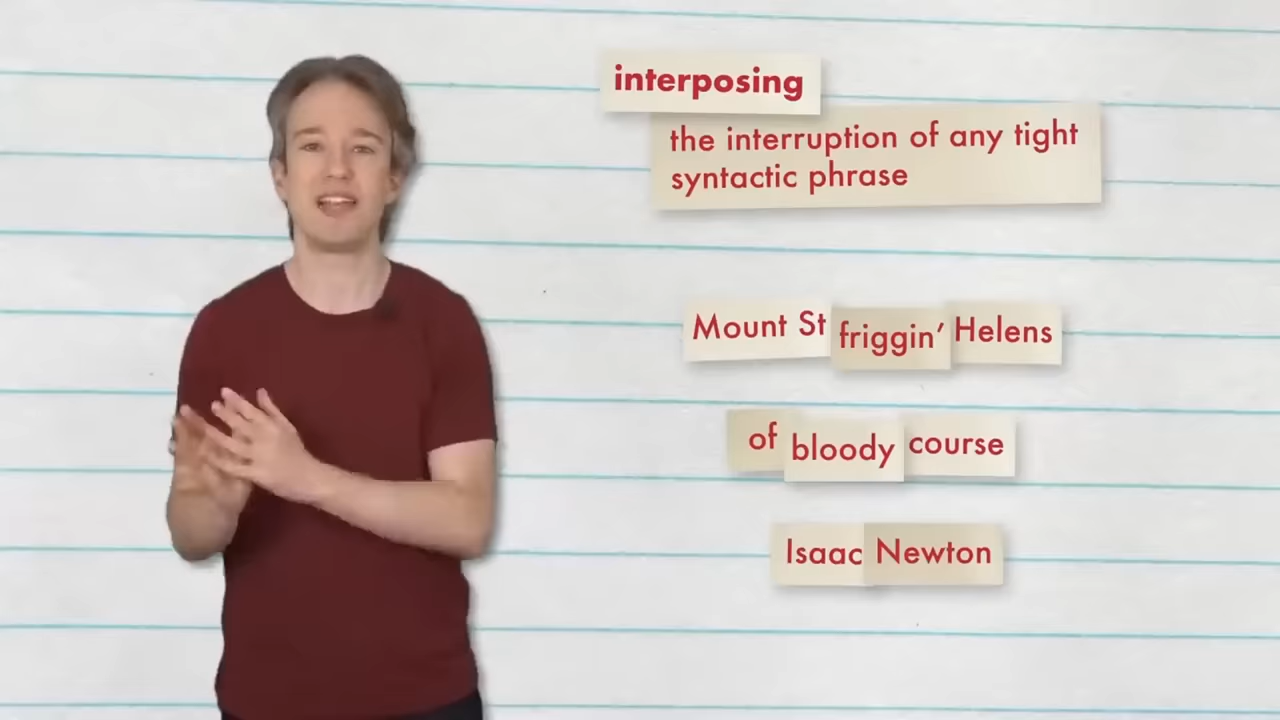 interposing
the interruption of any tight
syntactic phrase
Mount St friggin’ Helens
of bloody course
Isaac Newton